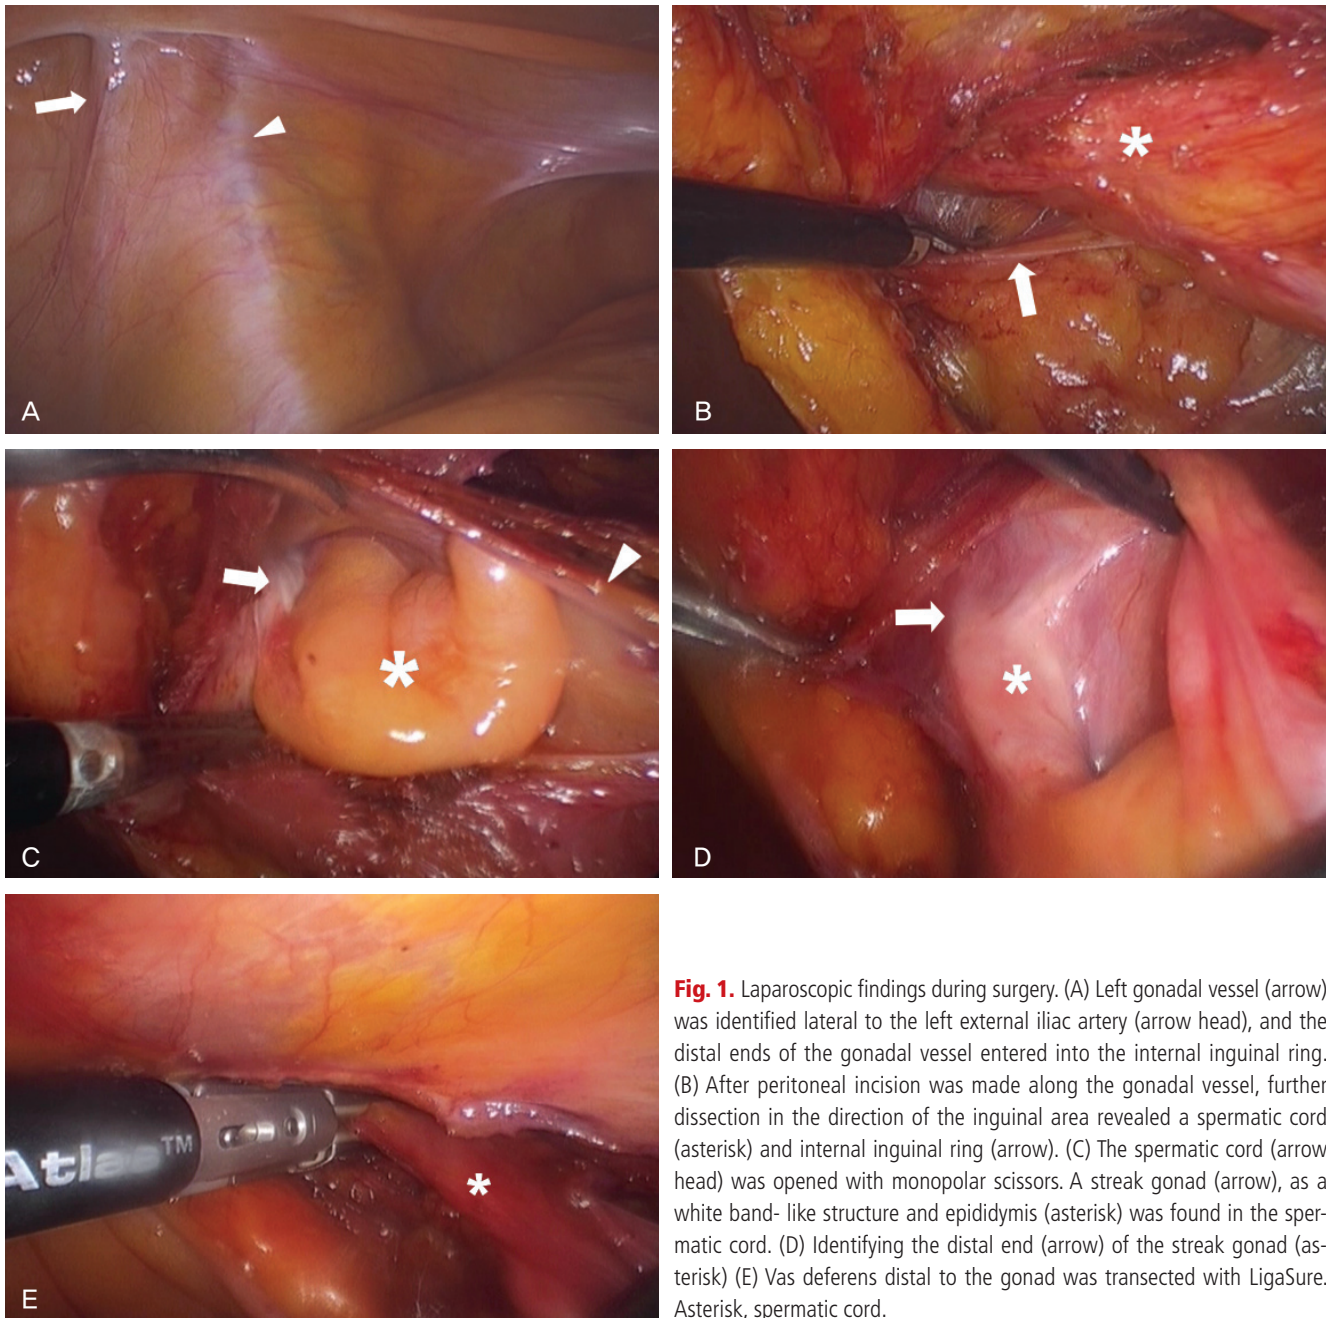 A
B
C
D
Atlas™
E
Fig. 1. Laparoscopic findings during surgery. (A) Left gonadal vessel (arrow)
was identified lateral to the left external iliac artery (arrow head), and the
distal ends of the gonadal vessel entered into the internal inguinal ring.
(B) After peritoneal incision was made along the gonadal vessel, further
dissection in the direction of the inguinal area revealed a spermatic cord
(asterisk) and internal inguinal ring (arrow). (C) The spermatic cord (arrow
head) was opened with monopolar scissors. A streak gonad (arrow), as a
white band- like structure and epididymis (asterisk) was found in the sper-
matic cord. (D) Identifying the distal end (arrow) of the streak gonad (as-
terisk) (E) Vas deferens distal to the gonad was transected with LigaSure.
Asterisk, spermatic cord.